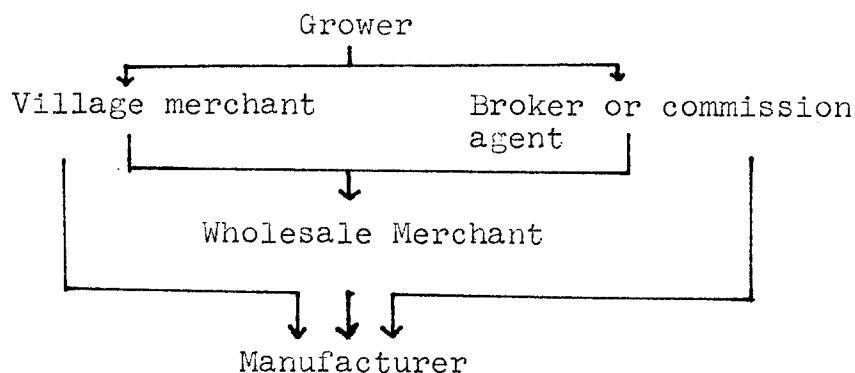 Grower
Village merchant
Broker or commission
agent
Wholesale Merchant
Manufacturer